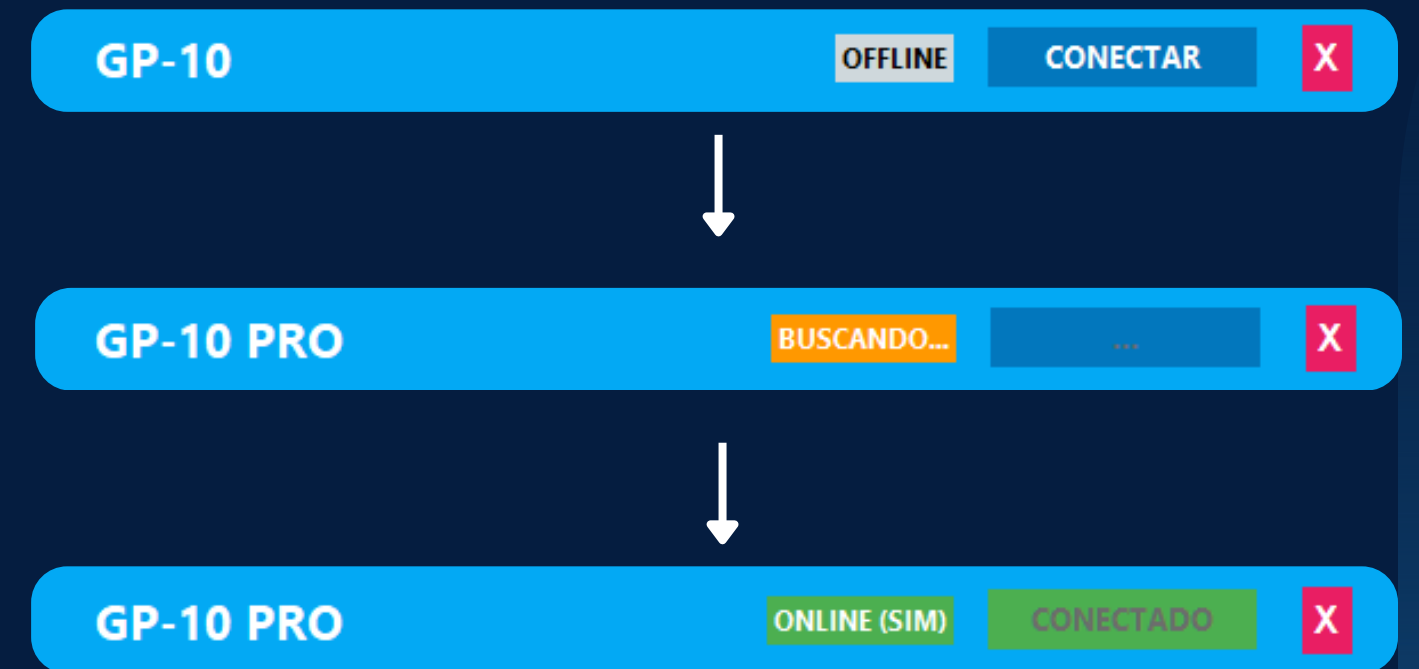 GP-10 OFFLINE CONECTAR X
GP-10 PRO BUSCANDO... ... X
GP-10 PRO ONLINE (SIM) CONECTADO X